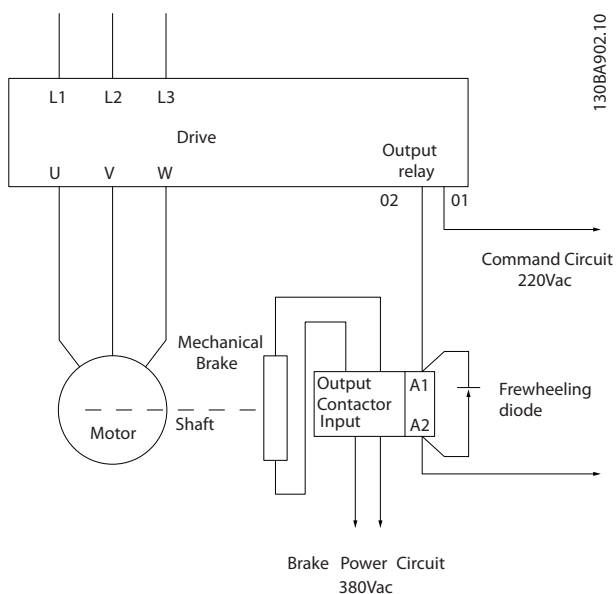 130BA902.10
L1 L2 L3
Drive
Output
relay
U V W
02 01
Command Circuit
220Vac
Mechanical
Brake
Output
Contactor
Input
A1
A2
Frewheeling
diode
Shaft
Motor
Brake Power Circuit
380Vac